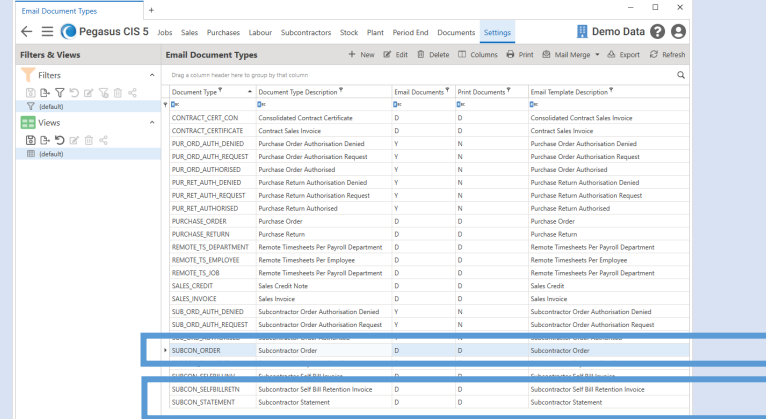 Email Document Types +
Pegasus CIS 5 Jobs Sales Purchases Labour Subcontractors Stock Plant Period End Documents Settings Demo Data
Filters & Views
Filters
(default)
Views
(default)
Email Document Types + New Edit Delete Columns Print Mail Merge Export Refresh
Drag a column header here to group by that column
Document Type Document Type Description Email Documents Print Documents Email Template Description
CONTRACT_CERT_CON Consolidated Contract Certificate D D Consolidated Contract Sales Invoice
CONTRACT_CERTIFICATE Contract Sales Invoice D D Contract Sales Invoice
PUR_ORD_AUTH_DENIED Purchase Order Authorisation Denied Y N Purchase Order Authorisation Denied
PUR_ORD_AUTH_REQUEST Purchase Order Authorisation Request Y N Purchase Order Authorisation Request
PUR_ORD_AUTHORISED Purchase Order Authorised Y N Purchase Order Authorised
PUR_RET_AUTH_DENIED Purchase Return Authorisation Denied Y N Purchase Return Authorisation Denied
PUR_RET_AUTH_REQUEST Purchase Return Authorisation Request Y N Purchase Return Authorisation Request
PUR_RET_AUTHORISED Purchase Return Authorised Y N Purchase Return Authorised
PURCHASE_ORDER Purchase Order D D Purchase Order
PURCHASE_RETURN Purchase Return D D Purchase Return
REMOTE_TS_DEPARTMENT Remote Timesheets Per Payroll Department D D Remote Timesheets Per Payroll Department
REMOTE_TS_EMPLOYEE Remote Timesheets Per Employee D D Remote Timesheets Per Employee
REMOTE_TS_JOB Remote Timesheets Per Payroll Department D D Remote Timesheets Per Payroll Department
SALES_CREDIT Sales Credit Note D D Sales Credit
SALES_INVOICE Sales Invoice D D Sales Invoice
SUB_ORD_AUTH_DENIED Subcontractor Order Authorisation Denied Y N Subcontractor Order Authorisation Denied
SUB_ORD_AUTH_REQUEST Subcontractor Order Authorisation Request Y N Subcontractor Order Authorisation Request
SUBCON_ORDER Subcontractor Order D D Subcontractor Order
SUBCON_SELFBILLRETN Subcontractor Self Bill Retention Invoice D D Subcontractor Self Bill Retention Invoice
SUBCON_STATEMENT Subcontractor Statement D D Subcontractor Statement